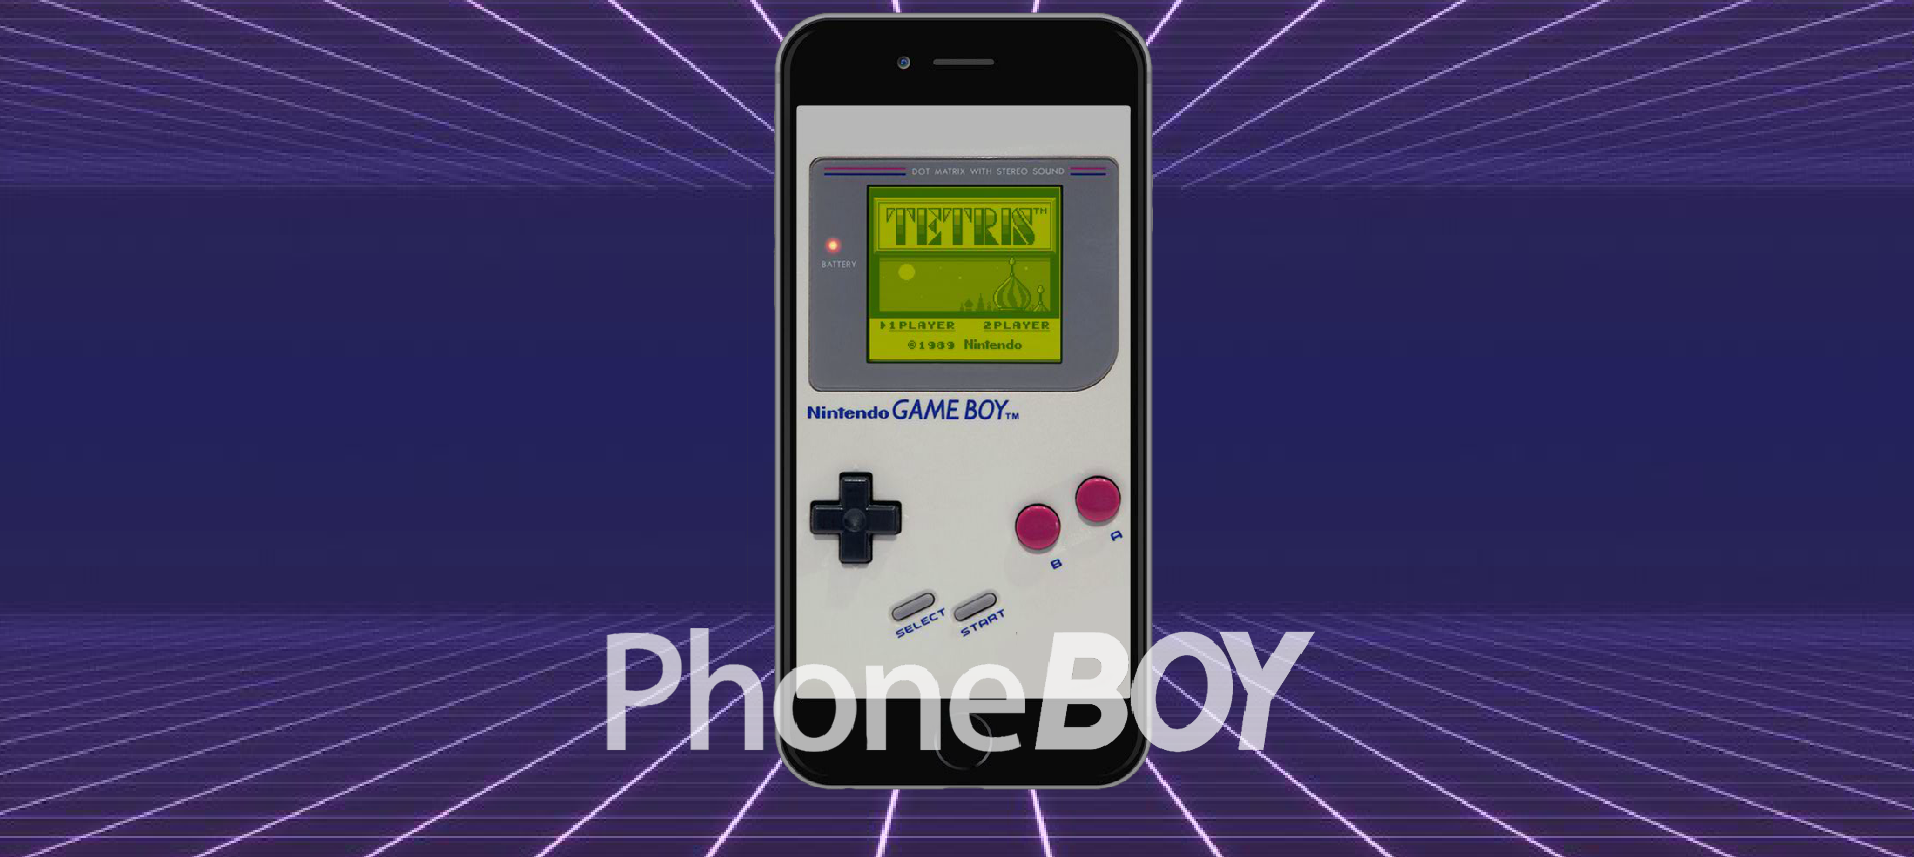 DOT MATRIX WITH STEREO SOUND
TETRIS™
BATTERY
1PLAYER 2PLAYER
©1989 Nintendo
Nintendo GAME BOY™
A
B
SELECT START
PhoneBOY